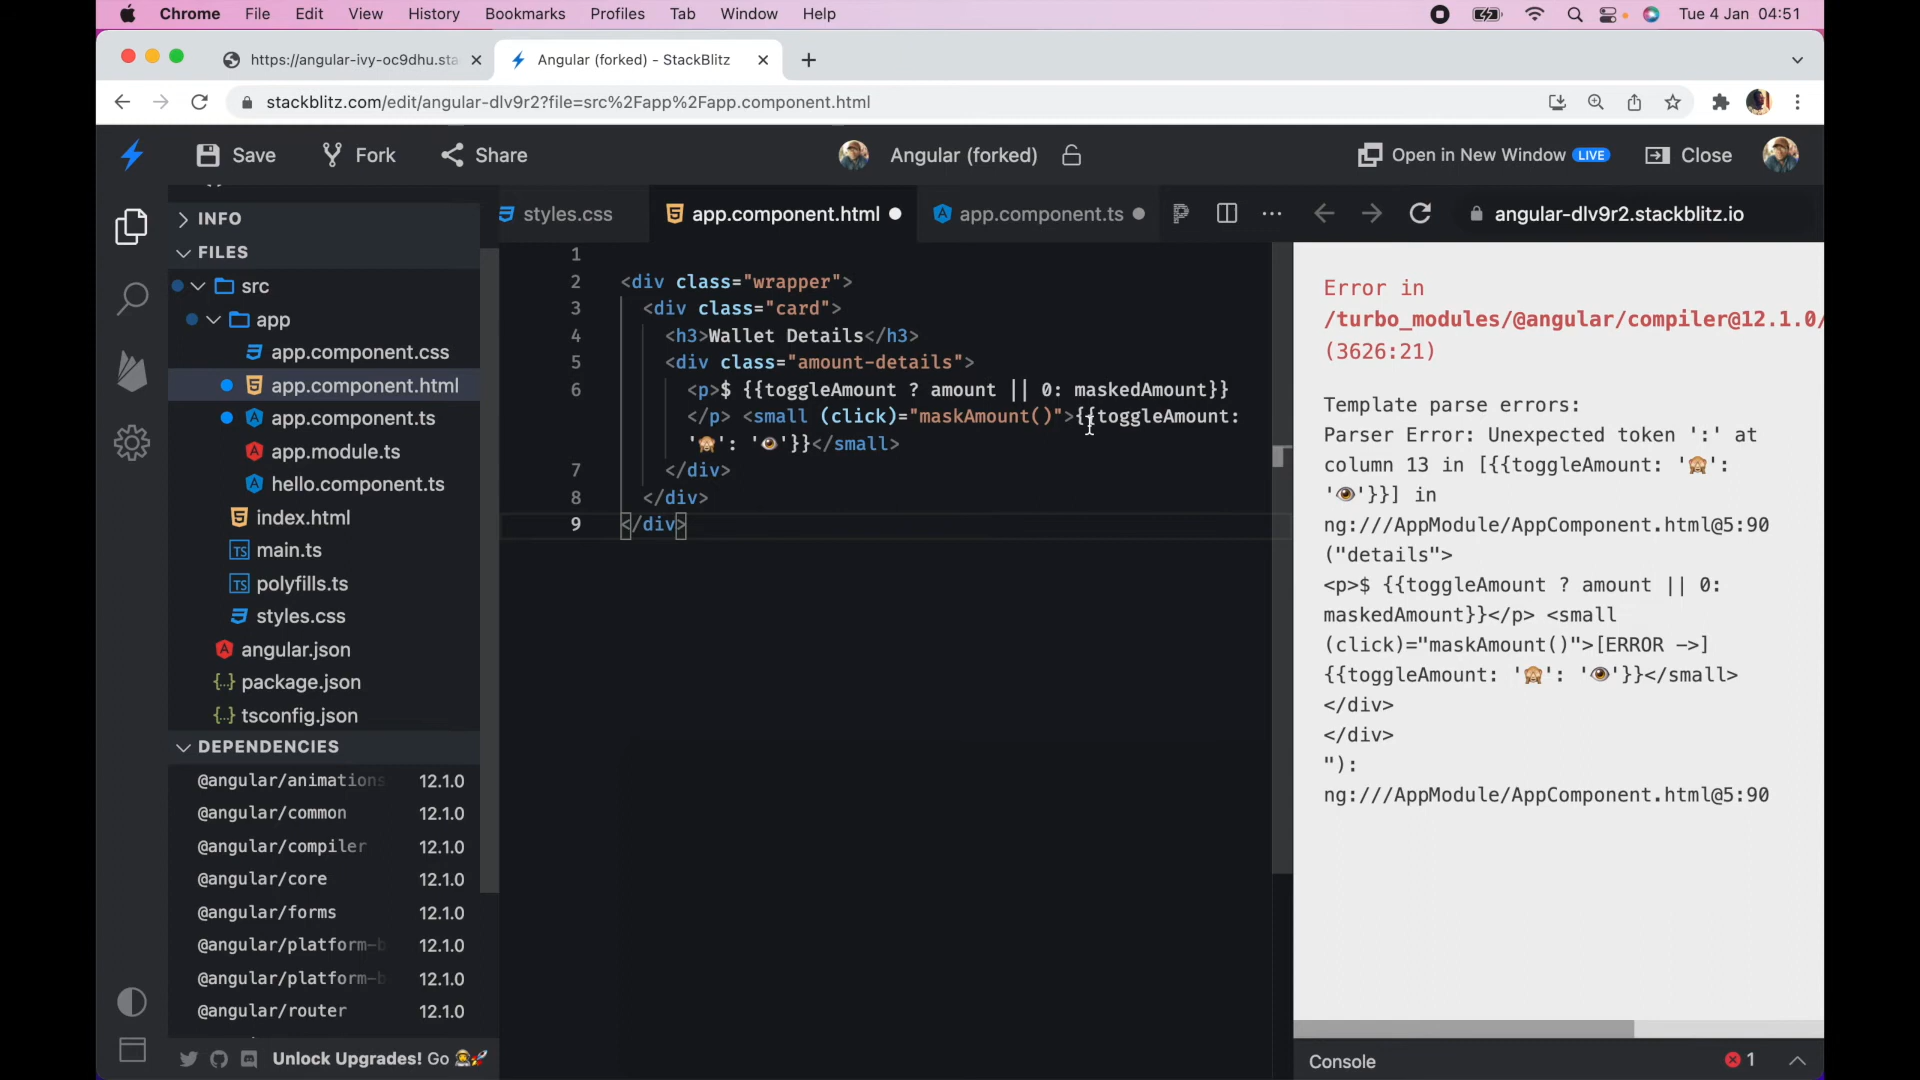 Chrome File Edit View History Bookmarks Profiles Tab Window Help Tue 4 Jan 04:51
https://angular-ivy-oc9dhu.sta Angular (forked) - StackBlitz
stackblitz.com/edit/angular-dlv9r2?file=src%2Fapp%2Fapp.component.html
Save Fork Share Angular (forked) Open in New Window LIVE Close
INFO
FILES
src
app
app.component.css
app.component.html
app.component.ts
app.module.ts
hello.component.ts
index.html
main.ts
polyfills.ts
styles.css
angular.json
package.json
tsconfig.json
DEPENDENCIES
@angular/animations 12.1.0
@angular/common 12.1.0
@angular/compiler 12.1.0
@angular/core 12.1.0
@angular/forms 12.1.0
@angular/platform-b 12.1.0
@angular/platform-b 12.1.0
@angular/router 12.1.0
Unlock Upgrades! Go 🧑‍🚀🚀
styles.css app.component.html app.component.ts
1
2 <div class="wrapper">
3 <div class="card">
4 <h3>Wallet Details</h3>
5 <div class="amount-details">
6 <p>$ {{toggleAmount ? amount || 0: maskedAmount}}
</p> <small (click)="maskAmount()">{{toggleAmount:
'🙈': '👁️'}}</small>
7 </div>
8 </div>
9 </div>
angular-dlv9r2.stackblitz.io
Error in
/turbo_modules/@angular/compiler@12.1.0/
(3626:21)
Template parse errors:
Parser Error: Unexpected token ':' at
column 13 in [{{toggleAmount: '🙈':
'👁️'}}] in
ng:///AppModule/AppComponent.html@5:90
("details">
<p>$ {{toggleAmount ? amount || 0:
maskedAmount}}</p> <small
(click)="maskAmount()">[ERROR ->]
{{toggleAmount: '🙈': '👁️'}}</small>
</div>
</div>
"):
ng:///AppModule/AppComponent.html@5:90
Console 1